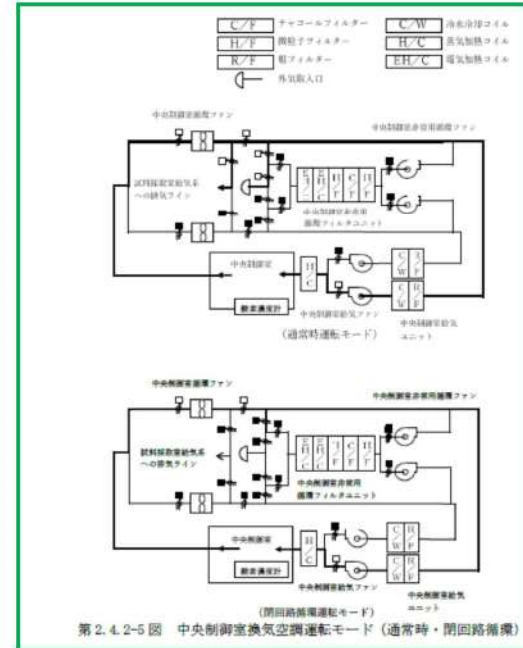 C/F チャコールフィルター
C/W 冷水冷却コイル
H/F 微粒子フィルター
H/C 蒸気加熱コイル
R/F 粗フィルター
EH/C 電気加熱コイル
外気取入口
中央制御室循環ファン
中央制御室非常用循環ファン
試料採取室給気系
への排気ライン
中央制御室非常用
循環フィルタユニット
中央制御室
H/C
C/W R/F
酸素濃度計
中央制御室給気ファン
C/W R/F
中央制御室給気
ユニット
(通常時運転モード)
中央制御室循環ファン
中央制御室非常用循環ファン
試料採取室給気系
への排気ライン
中央制御室非常用
循環フィルタユニット
中央制御室
H/C
C/W R/F
酸素濃度計
中央制御室給気ファン
C/W R/F
中央制御室給気
ユニット
(閉回路循環運転モード)
第2.4.2-5図 中央制御室換気空調運転モード(通常時・閉回路循環)